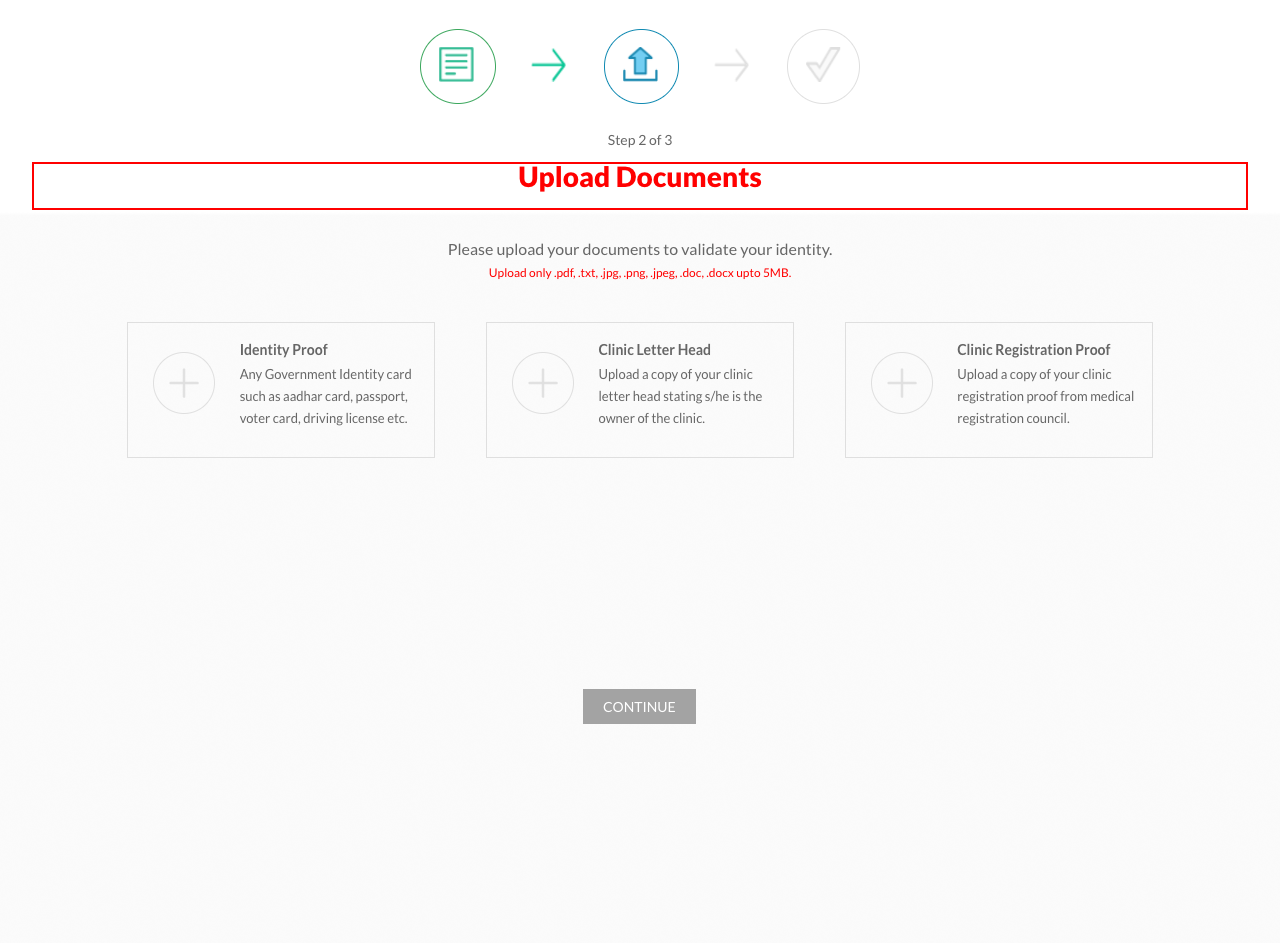 Step 2 of 3
Upload Documents
Please upload your documents to validate your identity.
Upload only .pdf, .txt, .jpg, .png, .jpeg, .doc, .docx upto 5MB.
Identity Proof
Any Government Identity card
such as aadhar card, passport,
voter card, driving license etc.
Clinic Letter Head
Upload a copy of your clinic
letter head stating s/he is the
owner of the clinic.
Clinic Registration Proof
Upload a copy of your clinic
registration proof from medical
registration council.
CONTINUE